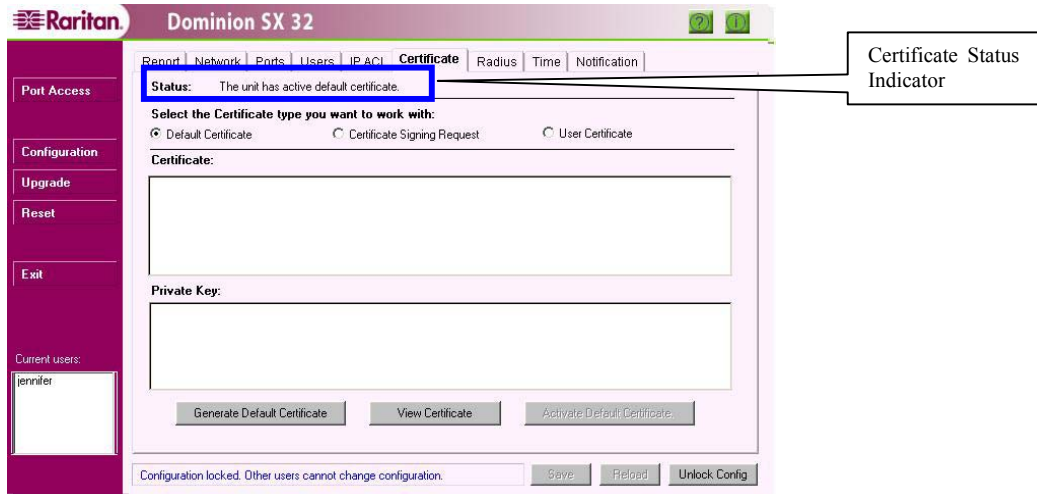 Raritan.
Dominion SX 32
?
i
Report Network Ports Users IP ACL Certificate Radius Time Notification
Certificate Status
Indicator
Status: The unit has active default certificate.
Port Access
Select the Certificate type you want to work with:
Default Certificate Certificate Signing Request User Certificate
Configuration
Certificate:
Upgrade
Reset
Exit
Private Key:
Current users:
jennifer
Generate Default Certificate View Certificate Activate Default Certificate
Configuration locked. Other users cannot change configuration. Save Reload Unlock Config